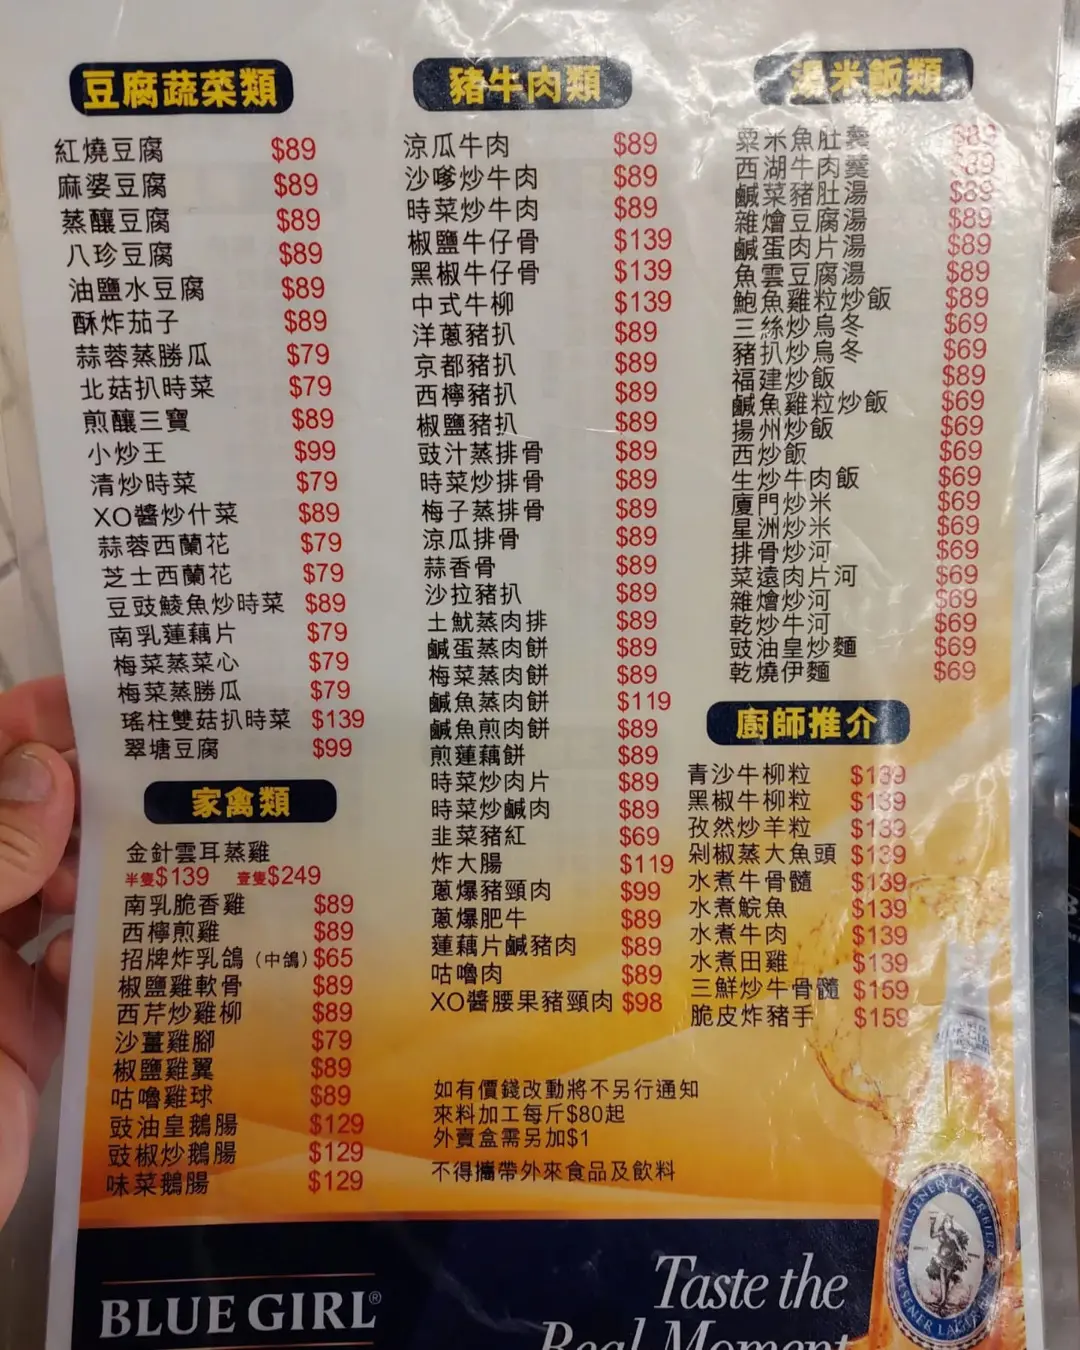 豆腐蔬菜類
紅燒豆腐 $89
麻婆豆腐 $89
蒸釀豆腐 $89
八珍豆腐 $89
油鹽水豆腐 $89
酥炸茄子 $89
蒜蓉蒸勝瓜 $79
北菇扒時菜 $79
煎釀三寶 $89
小炒王 $99
清炒時菜 $79
XO醬炒什菜 $89
蒜蓉西蘭花 $79
芝士西蘭花 $79
豆豉鯪魚炒時菜 $89
南乳蓮藕片 $79
梅菜蒸菜心 $79
梅菜蒸勝瓜 $79
瑤柱雙菇扒時菜 $139
翠塘豆腐 $99
家禽類
金針雲耳蒸雞
半隻$139 壹隻$249
南乳脆香雞 $89
西檸煎雞 $89
招牌炸乳鴿（中鴿）$65
椒鹽雞軟骨 $89
西芹炒雞柳 $89
沙薑雞腳 $79
椒鹽雞翼 $89
咕嚕雞球 $89
豉油皇鵝腸 $129
豉椒炒鵝腸 $129
味菜鵝腸 $129
豬牛肉類
涼瓜牛肉 $89
沙嗲炒牛肉 $89
時菜炒牛肉 $89
椒鹽牛仔骨 $139
黑椒牛仔骨 $139
中式牛柳 $139
洋蔥豬扒 $89
京都豬扒 $89
西檸豬扒 $89
椒鹽豬扒 $89
豉汁蒸排骨 $89
時菜炒排骨 $89
梅子蒸排骨 $89
涼瓜排骨 $89
蒜香骨 $89
沙拉豬扒 $89
土魷蒸肉排 $89
鹹蛋蒸肉餅 $89
梅菜蒸肉餅 $89
鹹魚蒸肉餅 $119
鹹魚煎肉餅 $89
煎蓮藕餅 $89
時菜炒肉片 $89
時菜炒鹹肉 $89
韭菜豬紅 $69
炸大腸 $119
蔥爆豬頸肉 $99
蔥爆肥牛 $89
蓮藕片鹹豬肉 $89
咕嚕肉 $89
XO醬腰果豬頸肉 $98
如有價錢改動將不另行通知
來料加工每斤$80起
外賣盒需另加$1
不得攜帶外來食品及飲料
湯米飯類
粟米魚肚羹 $89
西湖牛肉羹 $89
鹹菜豬肚湯 $89
雜燴豆腐湯 $89
鹹蛋肉片湯 $89
魚雲豆腐湯 $89
鮑魚雞粒炒飯 $89
三絲炒烏冬 $69
豬扒炒烏冬 $69
福建炒飯 $89
鹹魚雞粒炒飯 $69
揚州炒飯 $69
西炒飯 $69
生炒牛肉飯 $69
廈門炒米 $69
星洲炒米 $69
排骨炒河 $69
菜遠肉片河 $69
雜燴炒河 $69
乾炒牛河 $69
豉油皇炒麵 $69
乾燒伊麵 $69
廚師推介
青沙牛柳粒 $139
黑椒牛柳粒 $139
孜然炒羊粒 $139
剁椒蒸大魚頭 $139
水煮牛骨髓 $139
水煮鯇魚 $139
水煮牛肉 $139
水煮田雞 $139
三鮮炒牛骨髓 $159
脆皮炸豬手 $159
BLUE GIRL®
Taste the
Real Moment
PILSENER LAGER BIER
PILSENER LAGER